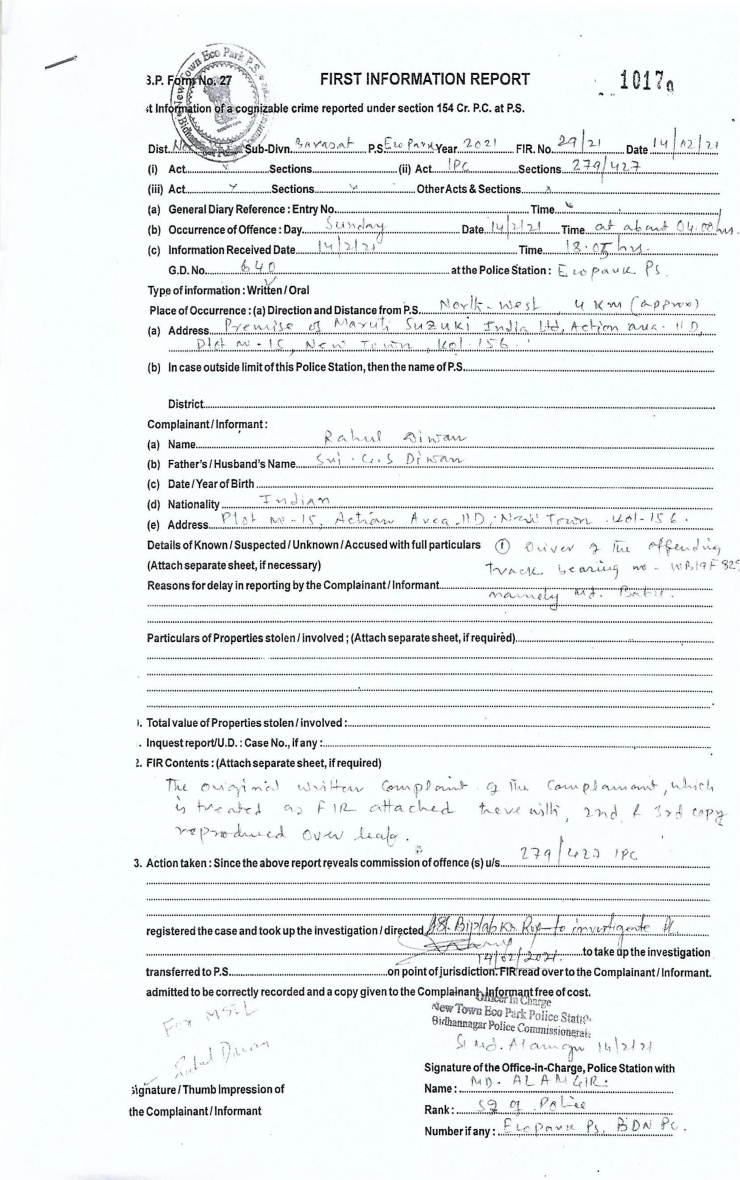 New Town Eco Park P.S.
B.P. Form No. 27
FIRST INFORMATION REPORT
1017
st Information of a cognizable crime reported under section 154 Cr. P.C. at P.S.
Dist. Sub-Divn. Barasat P.S Eco Park Year 2021 FIR. No. 29/21 Date 14/02/21
(i) Act Sections (ii) Act IPC Sections 279/427
(iii) Act Sections Other Acts & Sections
(a) General Diary Reference : Entry No. Time
(b) Occurrence of Offence : Day Sunday Date 14/2/21 Time at about 04:00 hrs.
(c) Information Received Date 14/2/21 Time 18:05 hrs.
G.D. No. 640 at the Police Station : Ecopark Ps.
Type of information : Written / Oral
Place of Occurrence : (a) Direction and Distance from P.S. North-West 4 KM (approx)
(a) Address Premise of Maruti Suzuki India Ltd, Action area- IID,
Plot no - 15, New Town, Kol-156.
(b) In case outside limit of this Police Station, then the name of P.S.
District
Complainant / Informant :
(a) Name Rahul Diwan
(b) Father's / Husband's Name Sri. G.S Diwan
(c) Date / Year of Birth
(d) Nationality Indian
(e) Address Plot no-15, Action Area IID, New Town. Kol-156.
Details of Known / Suspected / Unknown / Accused with full particulars (1) Driver of the offending
(Attach separate sheet, if necessary) truck bearing no - WB19F 829
Reasons for delay in reporting by the Complainant / Informant namely Md.
Particulars of Properties stolen / involved ; (Attach separate sheet, if required)
). Total value of Properties stolen / involved :
. Inquest report/U.D. : Case No., if any :
2. FIR Contents : (Attach separate sheet, if required)
The original written complaint of the complainant, which
is treated as FIR attached herewith, 2nd & 3rd copy
reproduced over leaf.
3. Action taken : Since the above report reveals commission of offence (s) u/s. 279/427 IPC
registered the case and took up the investigation / directed ASI Biplab Kr. Roy to investigate it.
14/02/2021 to take up the investigation
transferred to P.S. on point of jurisdiction. FIR read over to the Complainant / Informant.
admitted to be correctly recorded and a copy given to the Complainant. Informant free of cost.
Officer In Charge
New Town Eco Park Police Statio
Bidhannagar Police Commissionerate
For MSIL
SI Md. Alamgir 14/2/21
Rahul Diwan
Signature of the Office-in-Charge, Police Station with
Signature / Thumb Impression of
the Complainant / Informant
Name : MD. ALAMGIR.
Rank : SI of Police
Number if any : Ecopark Ps, BDN PC.